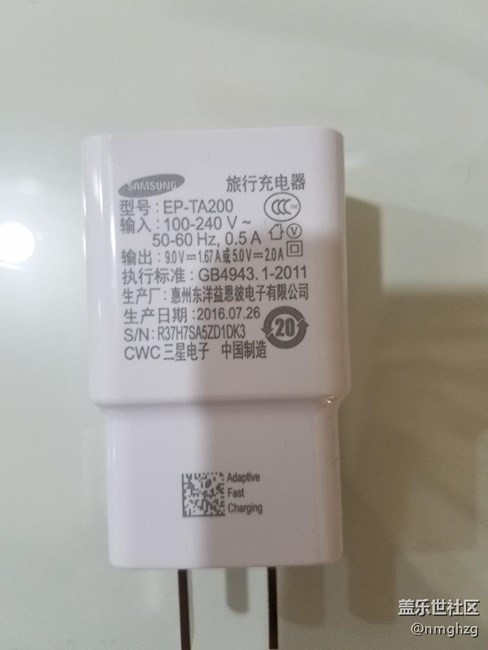 SAMSUNG
旅行充电器
型号: EP-TA200
CCC
输入: 100-240 V ~
50-60 Hz, 0.5 A
V
输出: 9.0 V⎓1.67 A 或 5.0 V⎓2.0 A
执行标准: GB4943.1-2011
生产厂: 惠州东洋益恩彼电子有限公司
生产日期: 2016.07.26
S/N: R37H7SA5ZD1DK3
20
CWC 三星电子 中国制造
Adaptive
Fast
Charging
盖乐世社区
@nmghzg